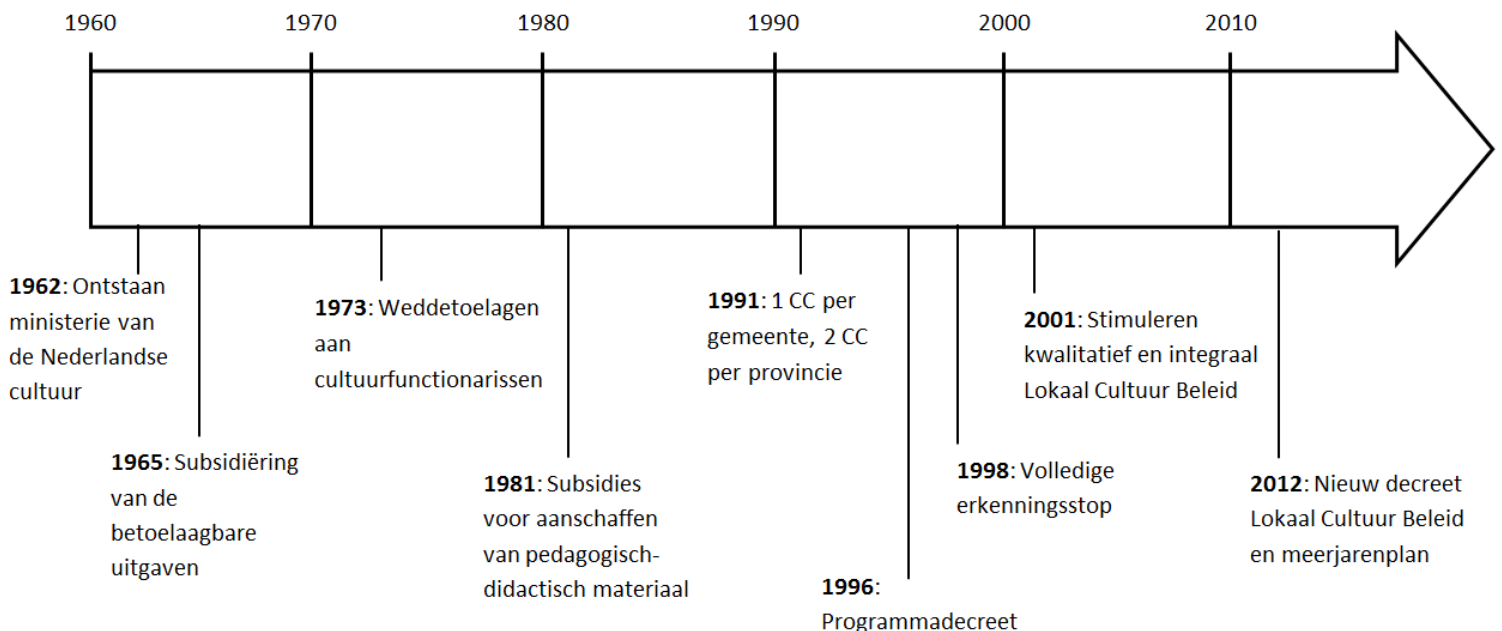 1960 1970 1980 1990 2000 2010
1962: Ontstaan
ministerie van
de Nederlandse
cultuur
1965: Subsidiëring
van de
betoelaagbare
uitgaven
1973: Weddetoelagen
aan
cultuurfunctionarissen
1981: Subsidies
voor aanschaffen
van pedagogisch-
didactisch materiaal
1991: 1 CC per
gemeente, 2 CC
per provincie
1996:
Programmadecreet
1998: Volledige
erkenningsstop
2001: Stimuleren
kwalitatief en integraal
Lokaal Cultuur Beleid
2012: Nieuw decreet
Lokaal Cultuur Beleid
en meerjarenplan